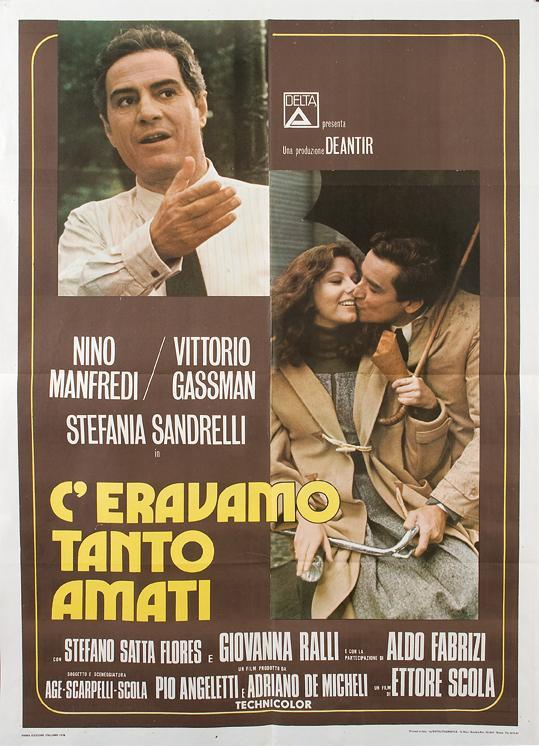 DELTA
presenta
Una produzione DEANTIR
NINO MANFREDI / VITTORIO GASSMAN
STEFANIA SANDRELLI
in
C'ERAVAMO
TANTO
AMATI
CON STEFANO SATTA FLORES E GIOVANNA RALLI E CON LA PARTECIPAZIONE DI ALDO FABRIZI
SOGGETTO E SCENEGGIATURA AGE-SCARPELLI-SCOLA UN FILM PRODOTTO DA PIO ANGELETTI E ADRIANO DE MICHELI UN FILM DI ETTORE SCOLA
TECHNICOLOR